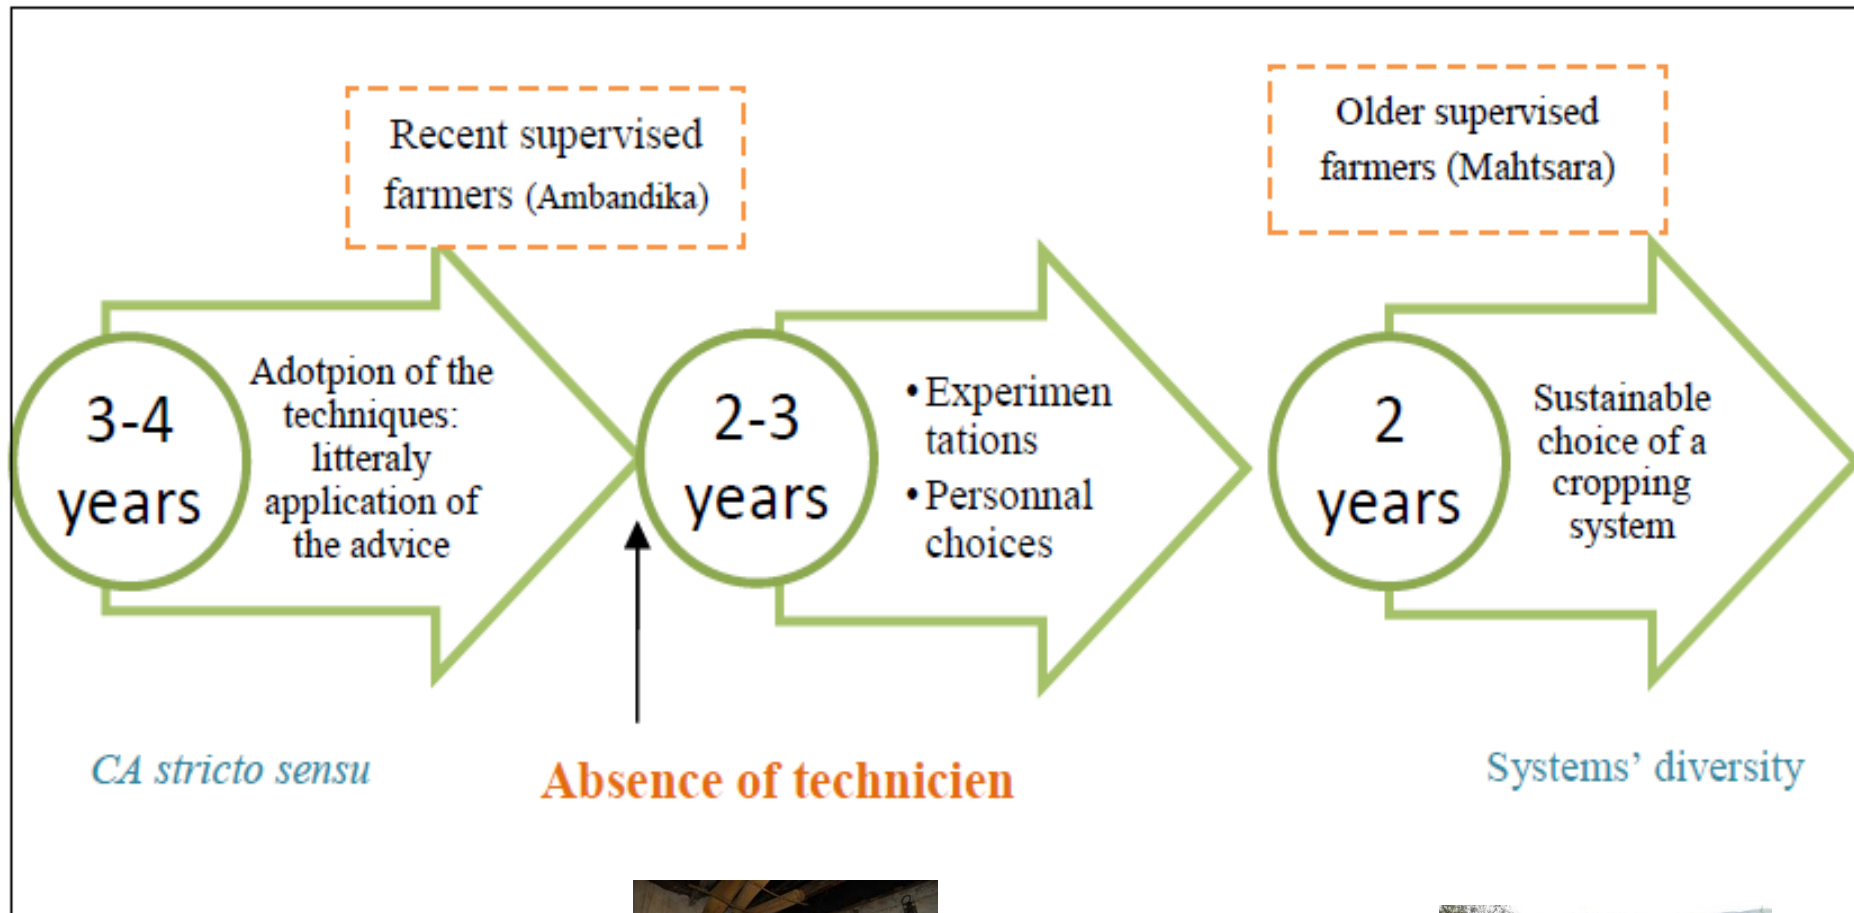 Recent supervised
farmers (Ambandika)
Older supervised
farmers (Mahtsara)
3-4
years
Adotpion of the
techniques:
litteraly
application of
the advice
2-3
years
•Experimen
tations
•Personnal
choices
2
years
Sustainable
choice of a
cropping
system
CA stricto sensu
Absence of technicien
Systems’ diversity